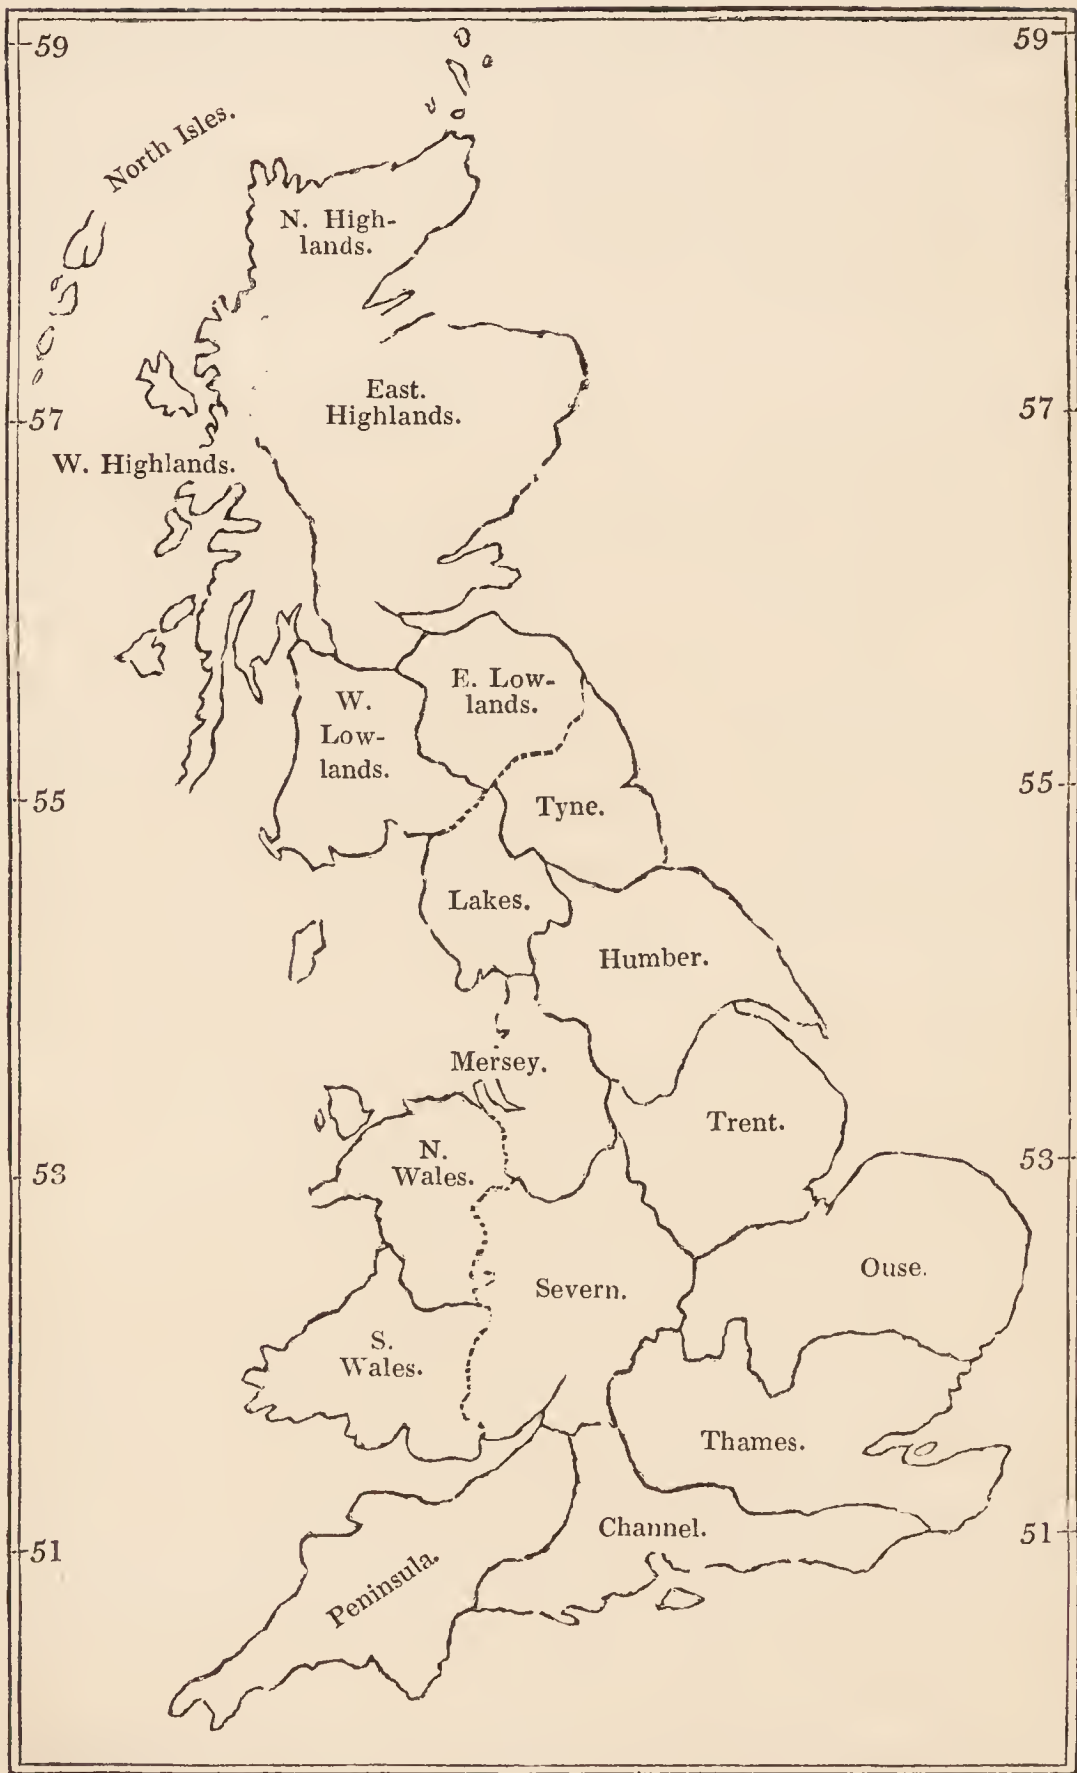 59
59
North Isles.
N. High-
lands.
East.
Highlands.
57
57
W. Highlands.
E. Low-
lands.
W.
Low-
lands.
55
55
Tyne.
Lakes.
Humber.
Mersey.
Trent.
N.
Wales.
53
53
Ouse.
Severn.
S.
Wales.
Thames.
Channel.
51
51
Peninsula.